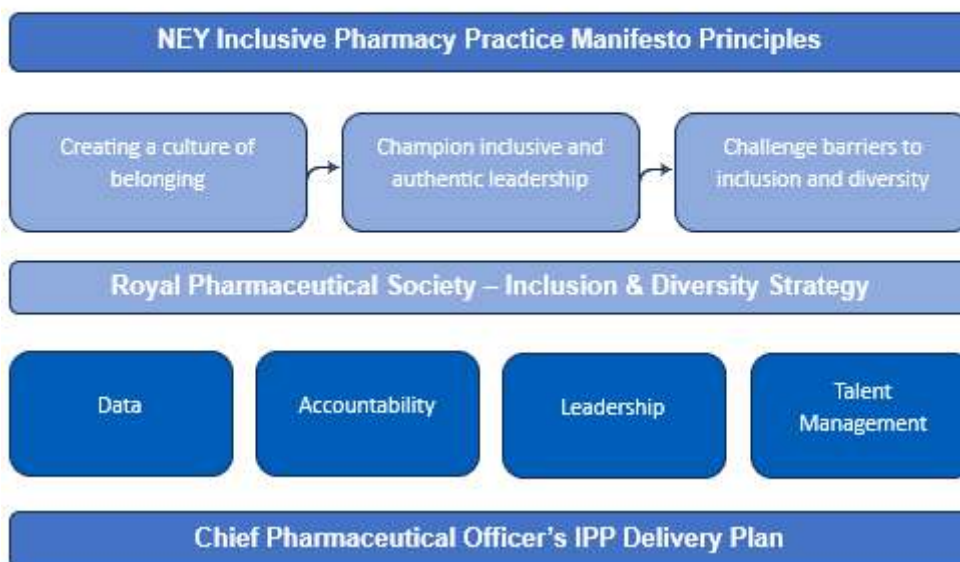 NEY Inclusive Pharmacy Practice Manifesto Principles
Creating a culture of
belonging
Champion inclusive and
authentic leadership
Challenge barriers to
inclusion and diversity
Royal Pharmaceutical Society – Inclusion & Diversity Strategy
Data
Accountability
Leadership
Talent
Management
Chief Pharmaceutical Officer's IPP Delivery Plan